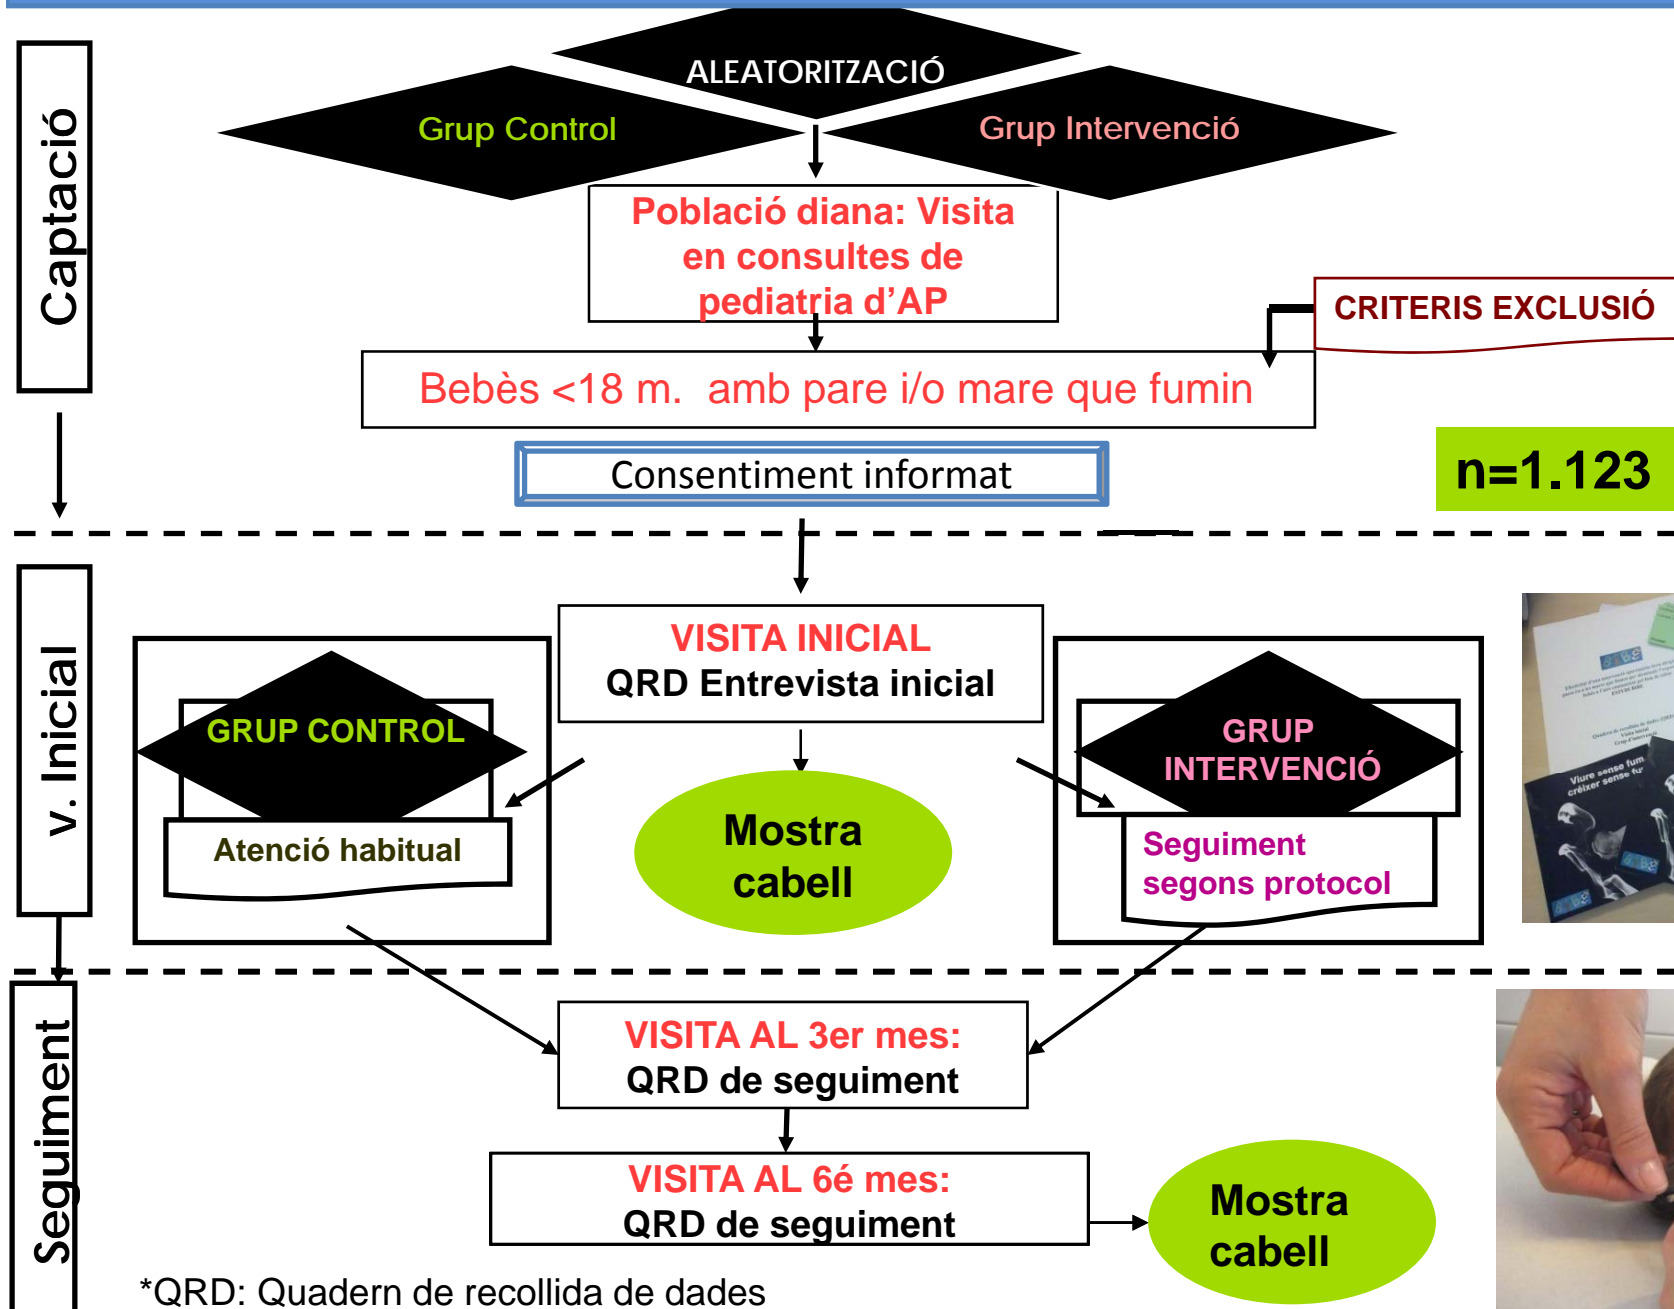 ALEATORITZACIÓ
Grup Control
Grup Intervenció
Captació
Població diana: Visita
en consultes de
pediatria d'AP
CRITERIS EXCLUSIÓ
Bebès <18 m.  amb pare i/o mare que fumin
Consentiment informat
n=1.123
v. Inicial
VISITA INICIAL
QRD Entrevista inicial
GRUP CONTROL
GRUP
INTERVENCIÓ
Atenció habitual
Mostra
cabell
Seguiment
segons protocol
Viure sense fum
créixer sense fu
Seguiment
VISITA AL 3er mes:
QRD de seguiment
VISITA AL 6é mes:
QRD de seguiment
Mostra
cabell
*QRD: Quadern de recollida de dades